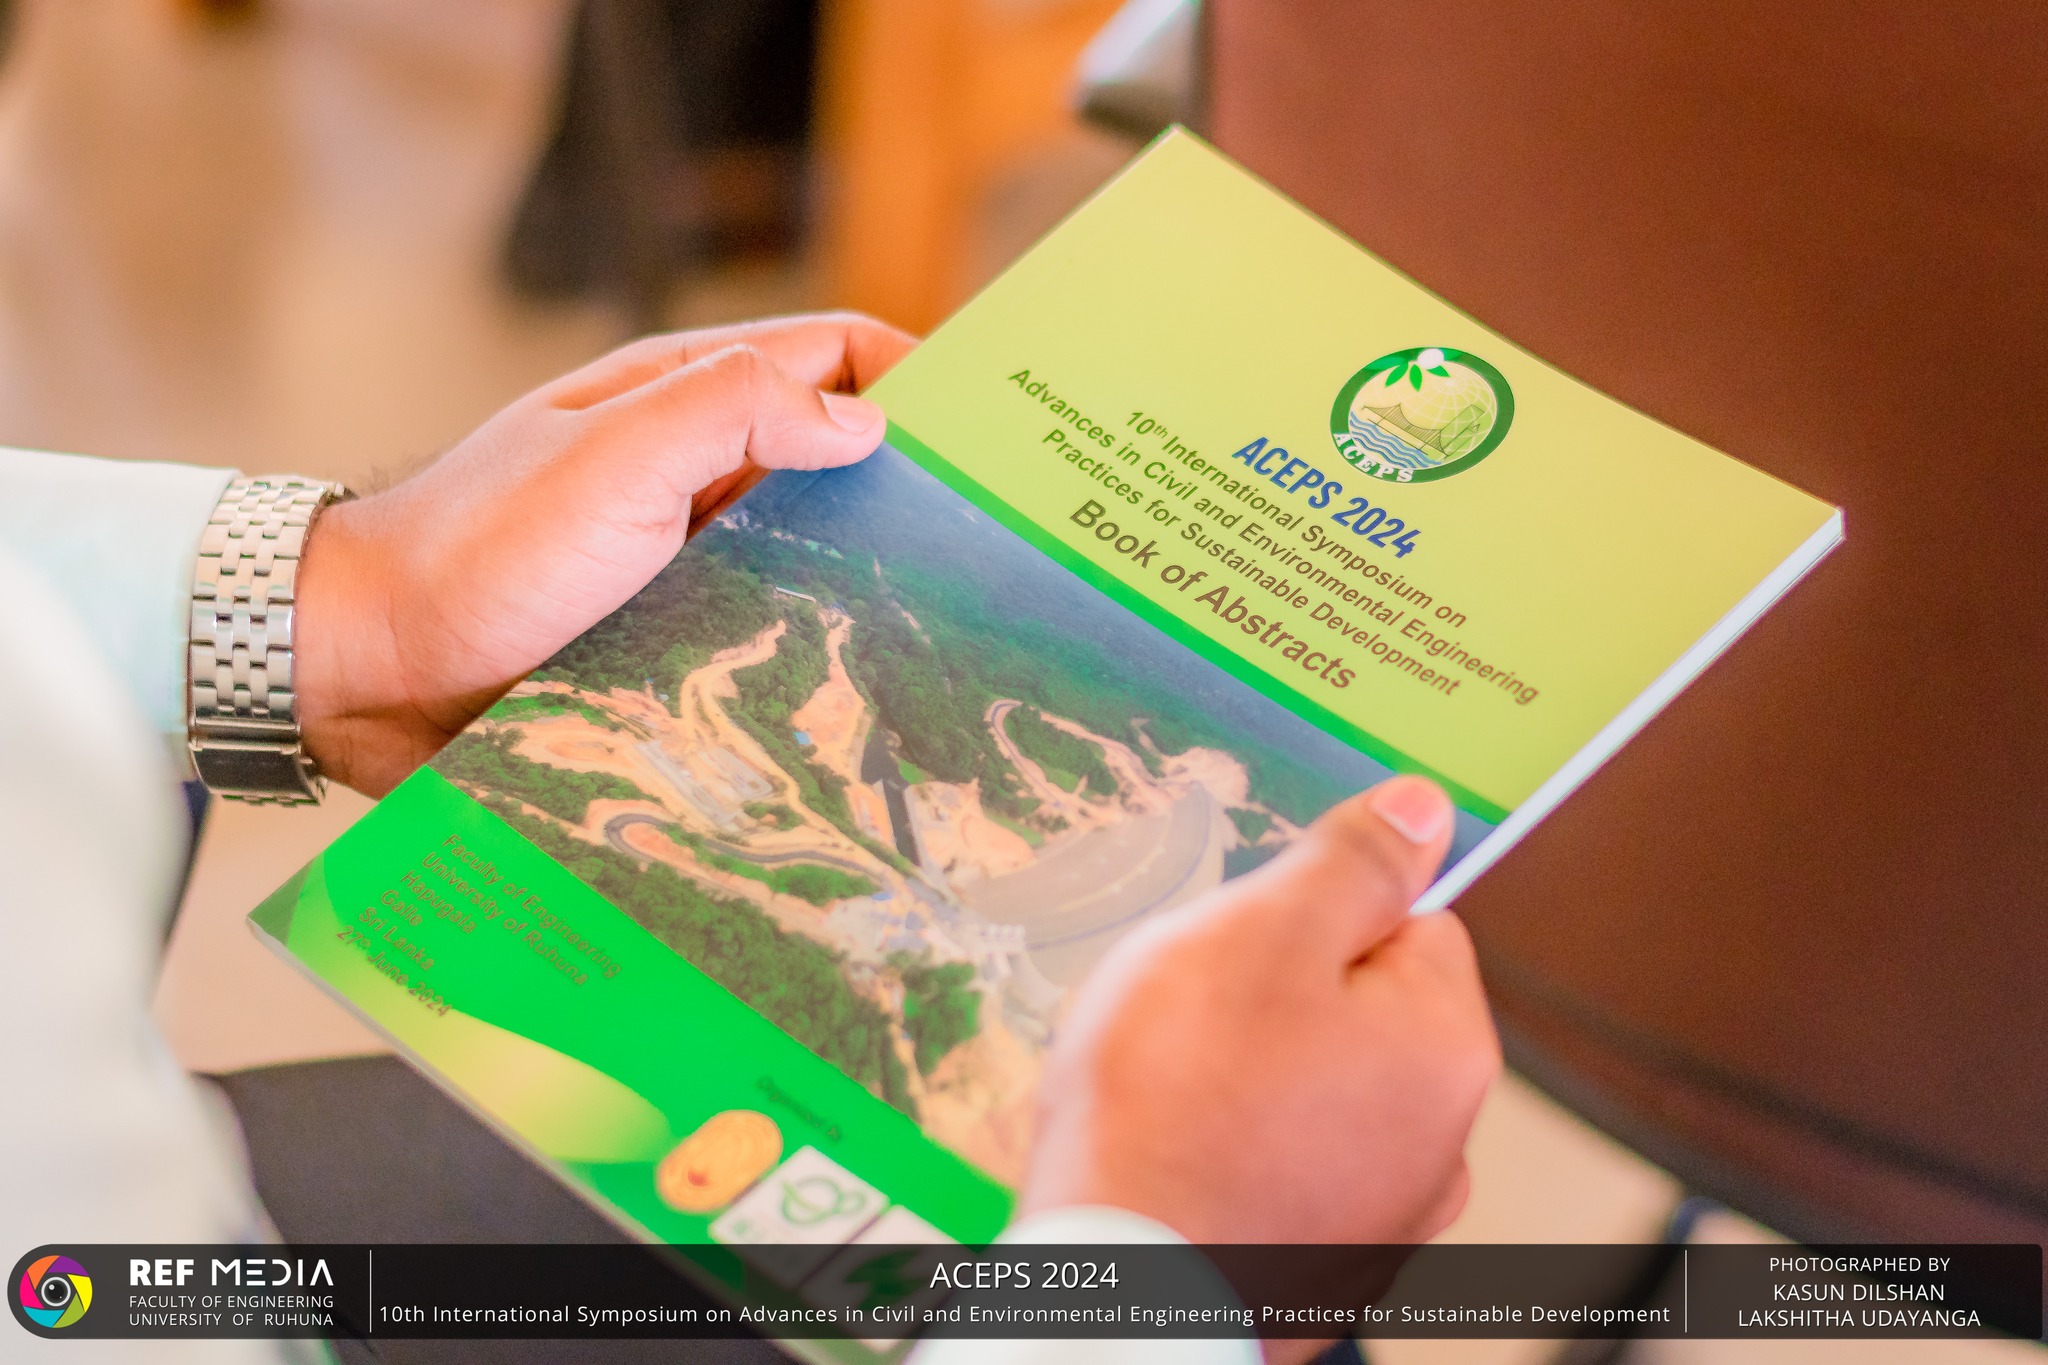 ACEPS
ACEPS 2024
10th International Symposium on
Advances in Civil and Environmental Engineering
Practices for Sustainable Development
Book of Abstracts
Faculty of Engineering
University of Ruhuna
Hapugala
Galle
Sri Lanka
27th June 2024
Organized By
REF MEDIA
FACULTY OF ENGINEERING
UNIVERSITY OF RUHUNA
ACEPS 2024
10th International Symposium on Advances in Civil and Environmental Engineering Practices for Sustainable Development
PHOTOGRAPHED BY
KASUN DILSHAN
LAKSHITHA UDAYANGA